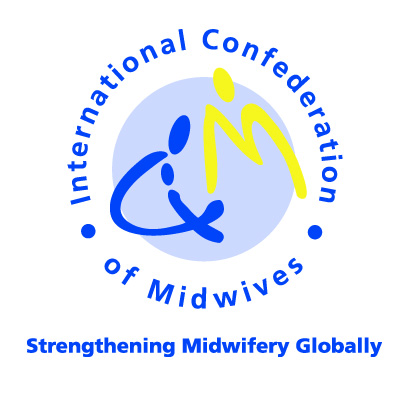 International Confederation
of Midwives
Strengthening Midwifery Globally